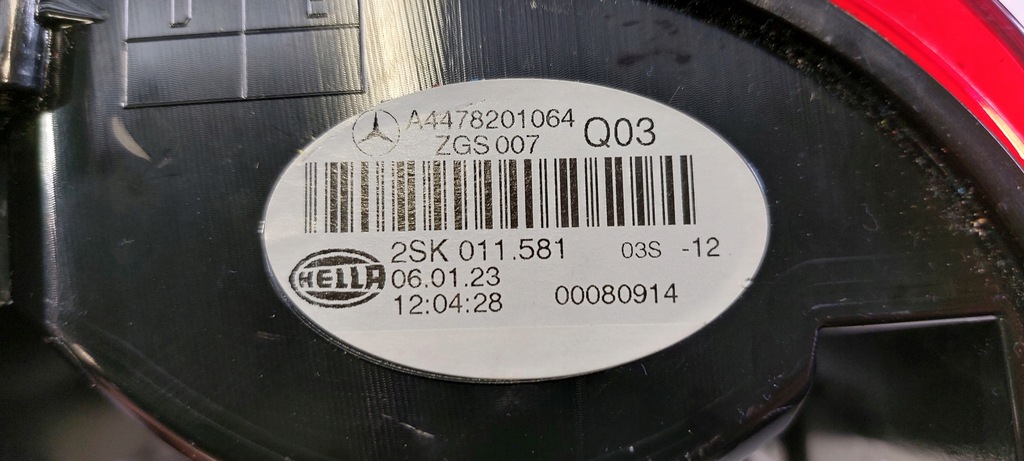 A4478201064
ZGS 007 Q03
HELLA 2SK 011.581 03S -12
06.01.23
12:04:28 00080914